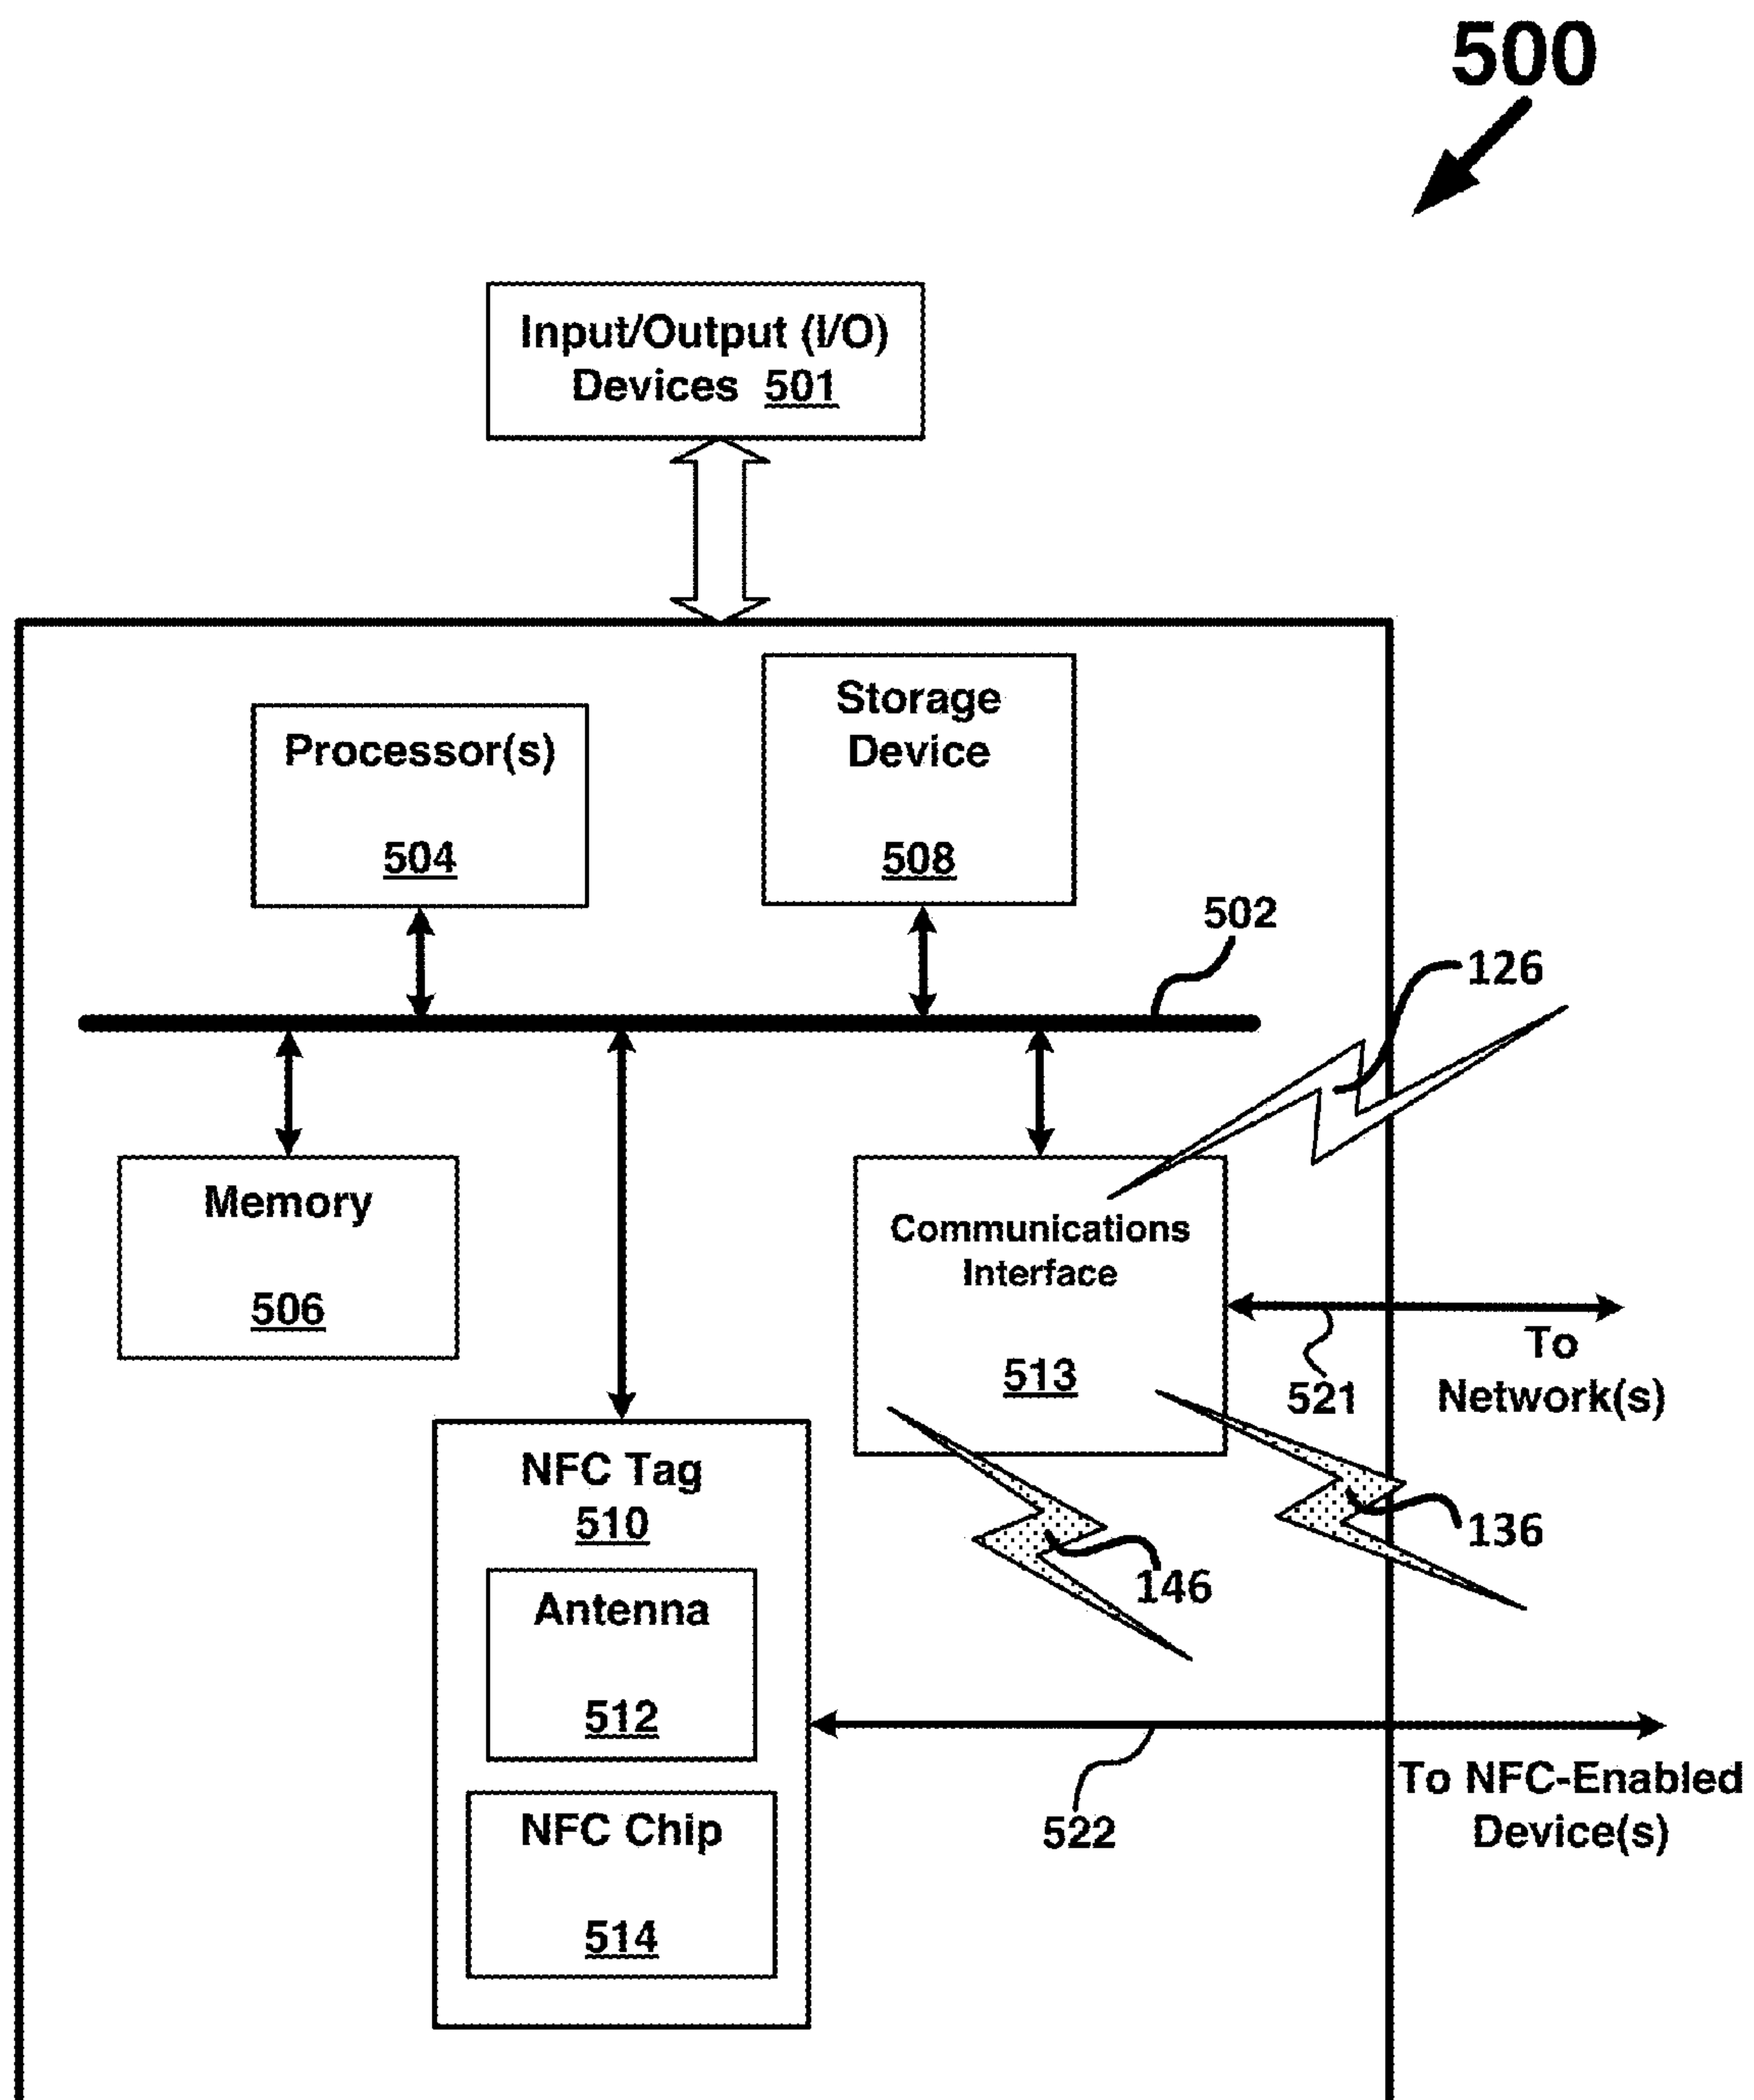 500
Input/Output (I/O)
Devices 501
Processor(s)
504
Storage
Device
508
502
126
Memory
506
Communications
Interface
513
521
To
Network(s)
NFC Tag
510
136
146
Antenna
512
522
To NFC-Enabled
Device(s)
NFC Chip
514